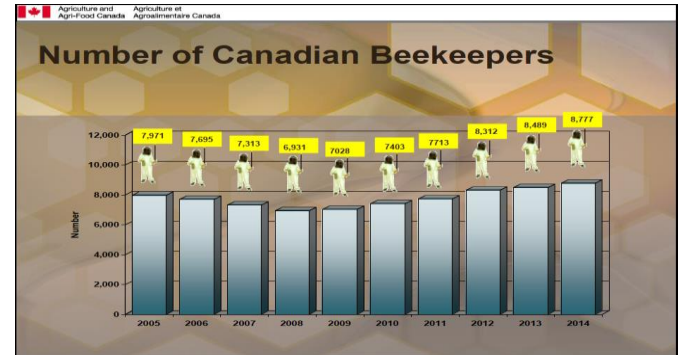 Agriculture and Agriculture et
Agri-Food Canada Agroalimentaire Canada
Number of Canadian Beekeepers
12,000
10,000
8,000
6,000
4,000
2,000
0
Number
7,971 7,695 7,313 6,931 7028 7403 7713 8,312 8,489 8,777
2005 2006 2007 2008 2009 2010 2011 2012 2013 2014